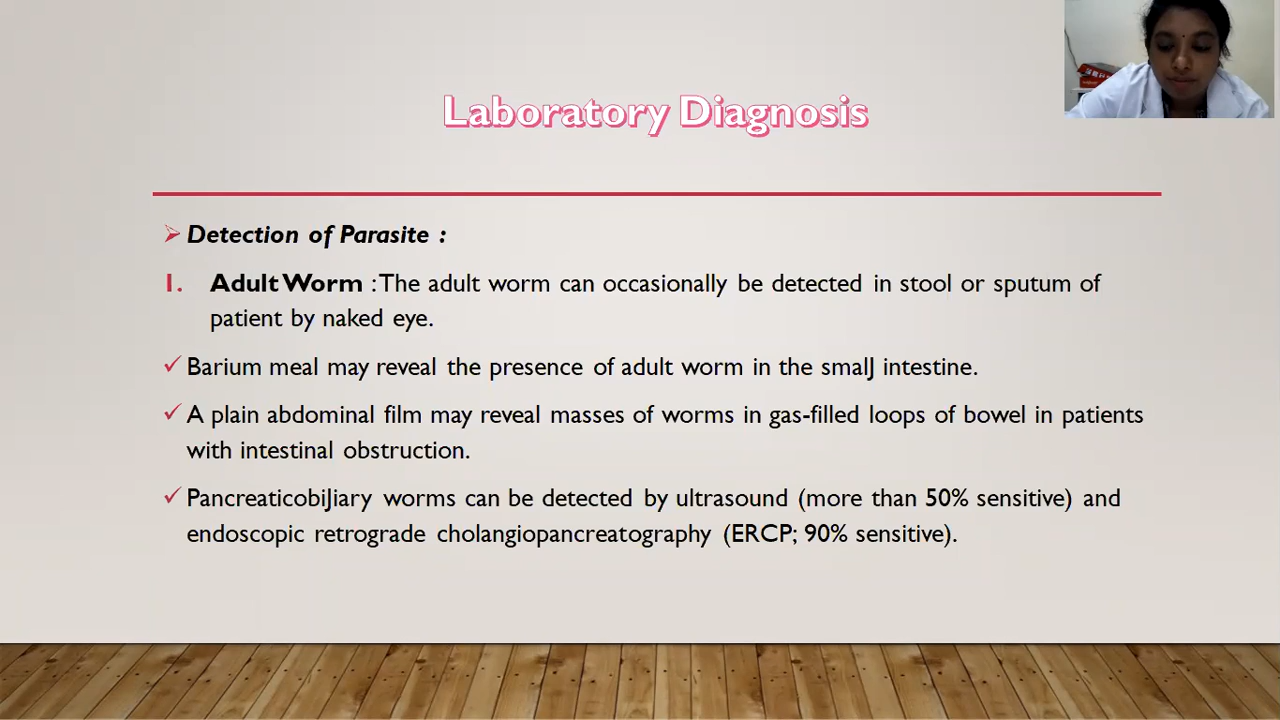 Laboratory Diagnosis
➢ Detection of Parasite :
1. Adult Worm : The adult worm can occasionally be detected in stool or sputum of
patient by naked eye.
✓ Barium meal may reveal the presence of adult worm in the smalJ intestine.
✓ A plain abdominal film may reveal masses of worms in gas-filled loops of bowel in patients
with intestinal obstruction.
✓ PancreaticobiJiary worms can be detected by ultrasound (more than 50% sensitive) and
endoscopic retrograde cholangiopancreatography (ERCP; 90% sensitive).